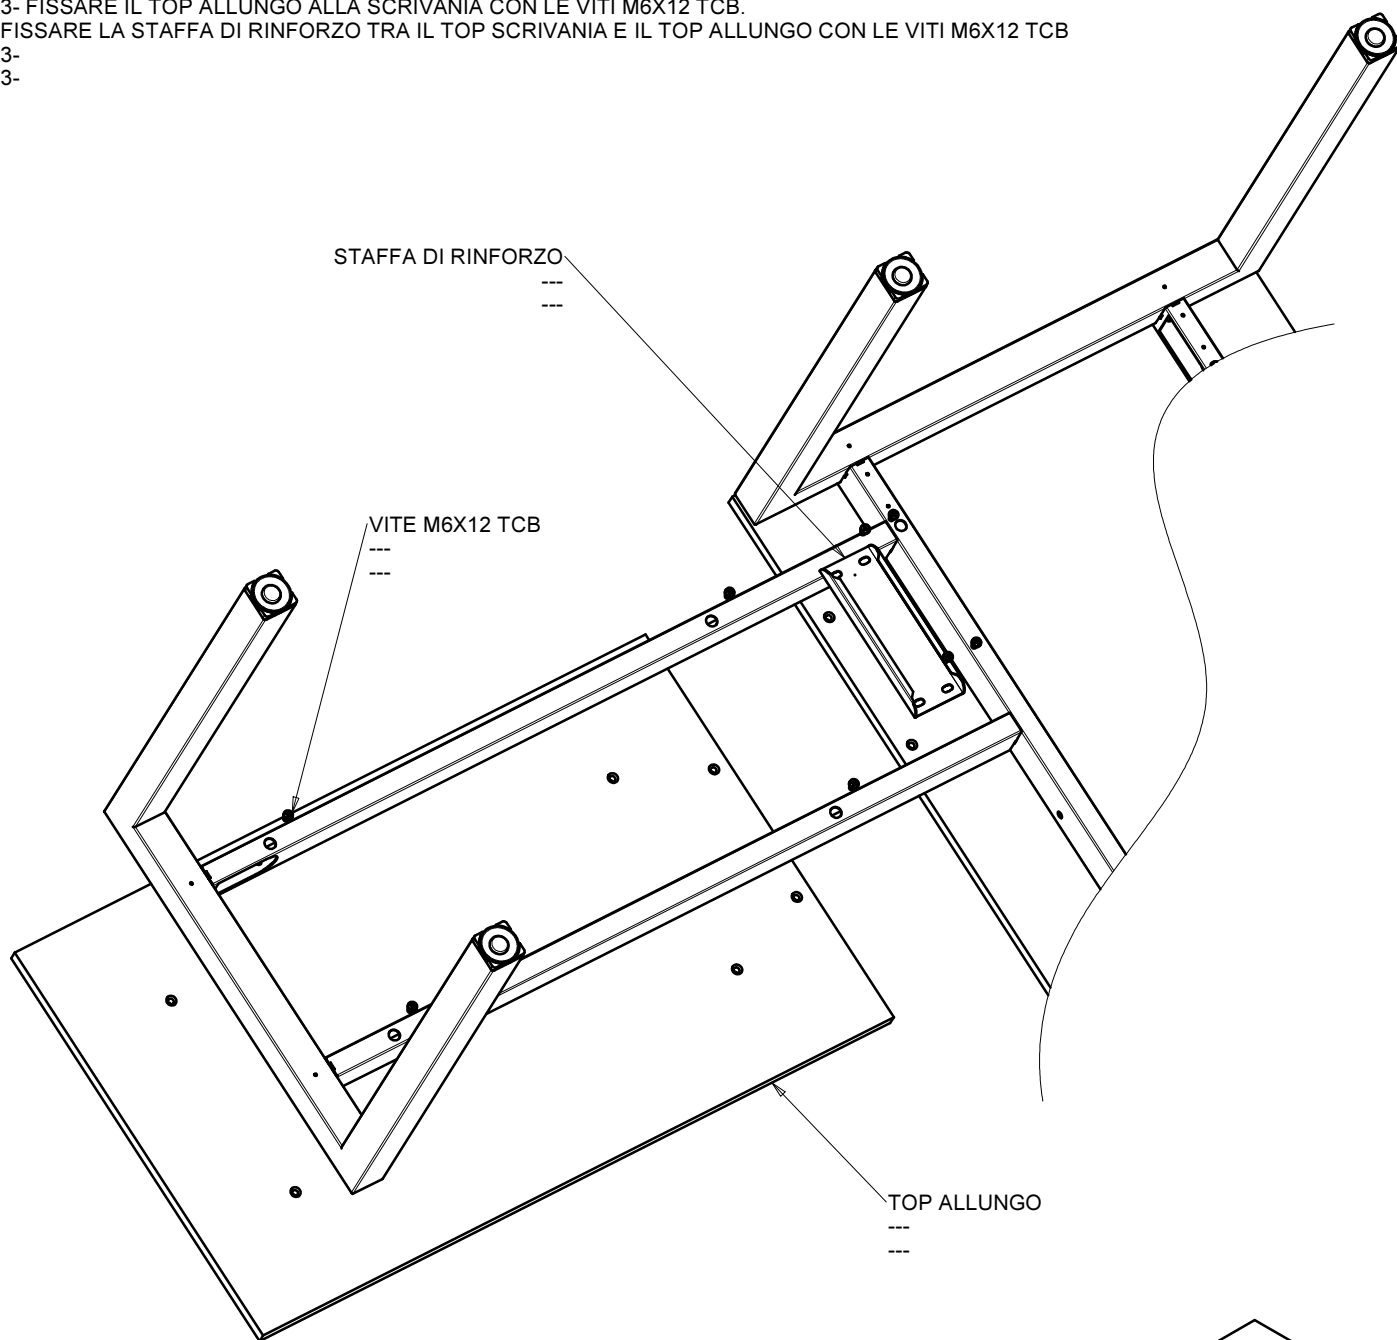 3- FISSARE IL TOP ALLUNGO ALLA SCRIVANIA CON LE VITI M6X12 TCB.
FISSARE LA STAFFA DI RINFORZO TRA IL TOP SCRIVANIA E IL TOP ALLUNGO CON LE VITI M6X12 TCB
3-
3-
STAFFA DI RINFORZO
---
---
VITE M6X12 TCB
---
---
TOP ALLUNGO
---
---